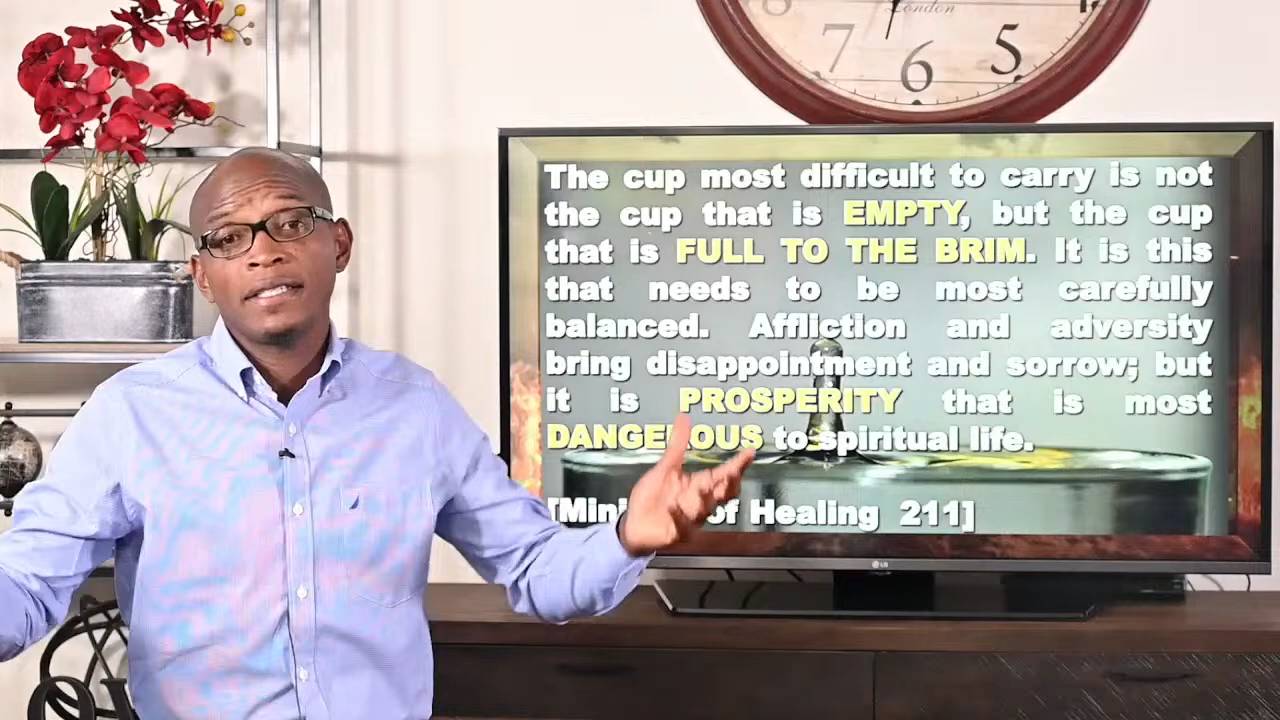 London
8 7 6 5
The cup most difficult to carry is not
the cup that is EMPTY, but the cup
that is FULL TO THE BRIM. It is this
that needs to be most carefully
balanced. Affliction and adversity
bring disappointment and sorrow; but
it is PROSPERITY that is most
DANGEROUS to spiritual life.
of Healing 211]
LG